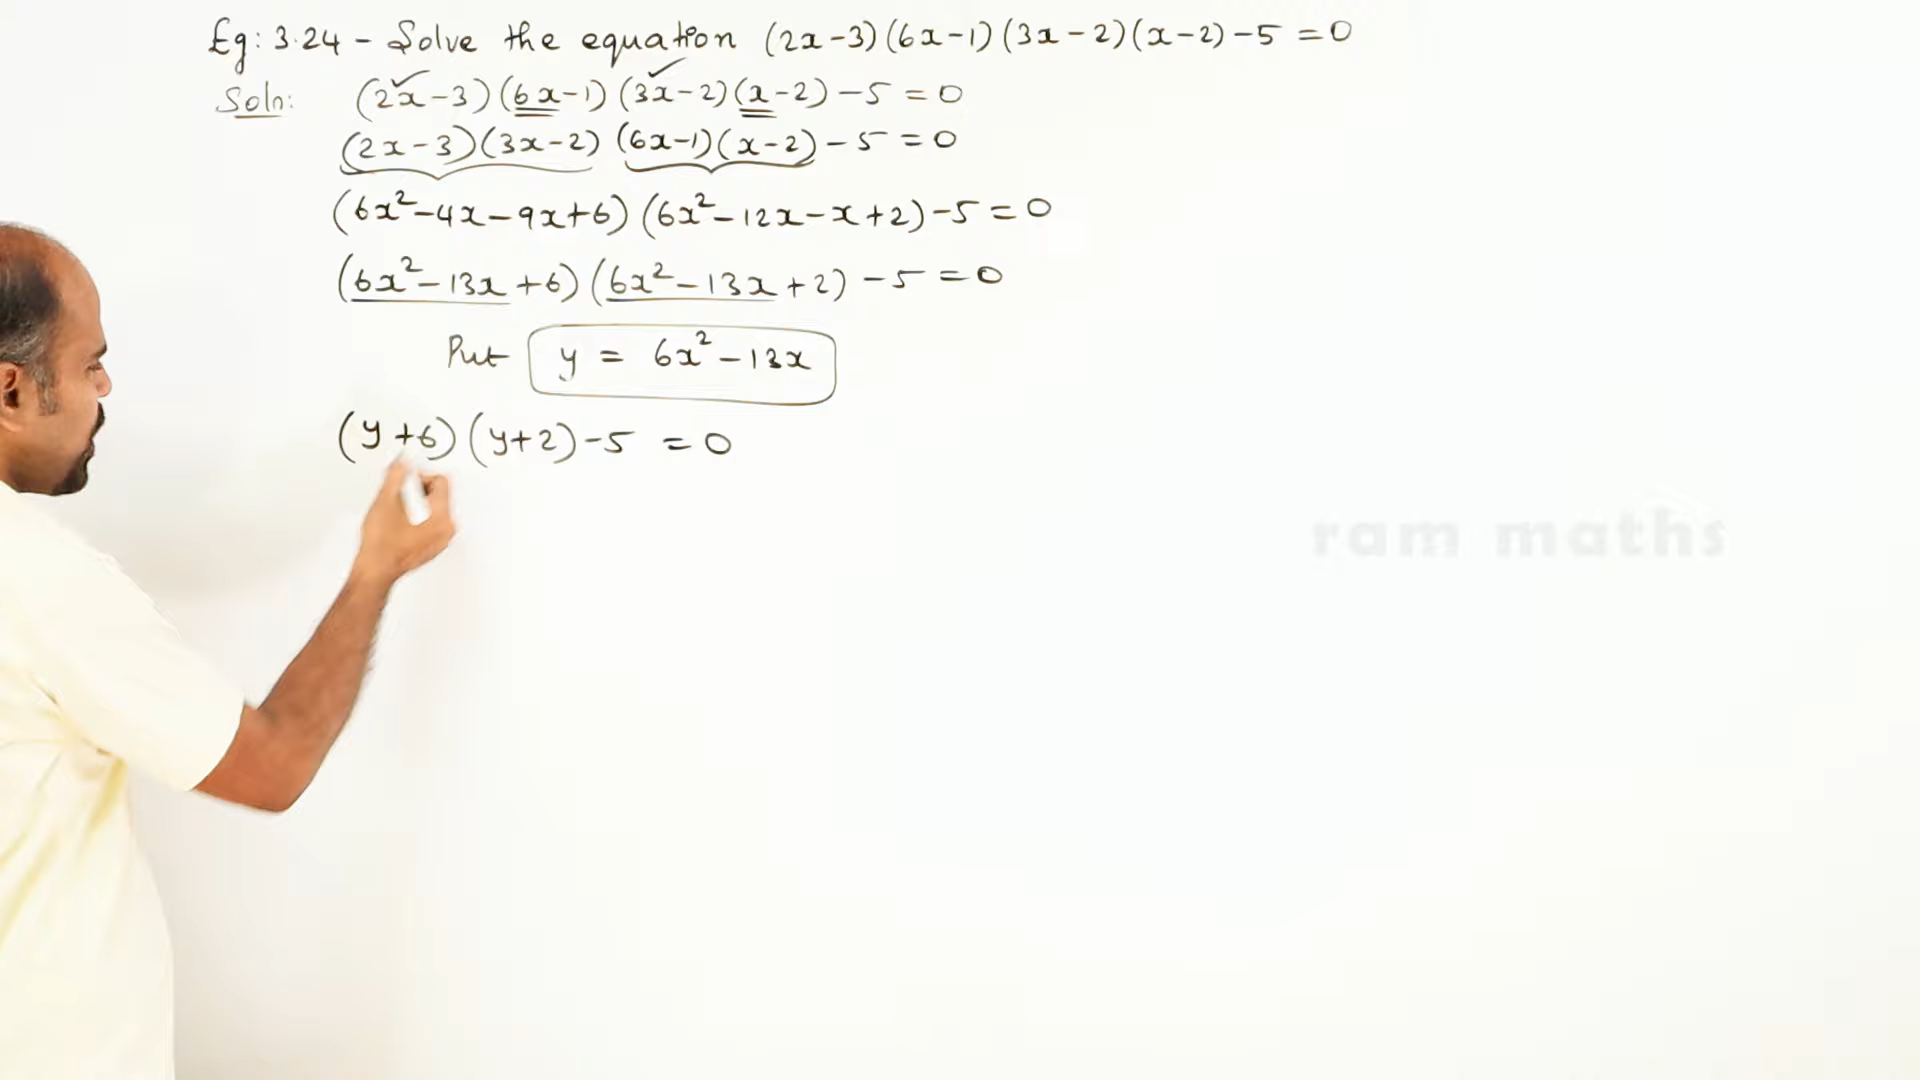 Eg: 3.24 - Solve the equation (2x-3)(6x-1)(3x-2)(x-2)-5 = 0
Soln: (2x-3)(6x-1)(3x-2)(x-2)-5 = 0
(2x-3)(3x-2)(6x-1)(x-2)-5 = 0
(6x²-4x-9x+6)(6x²-12x-x+2)-5 = 0
(6x²-13x+6)(6x²-13x+2)-5 = 0
Put y = 6x²-13x
(y+6)(y+2)-5 = 0
ram maths